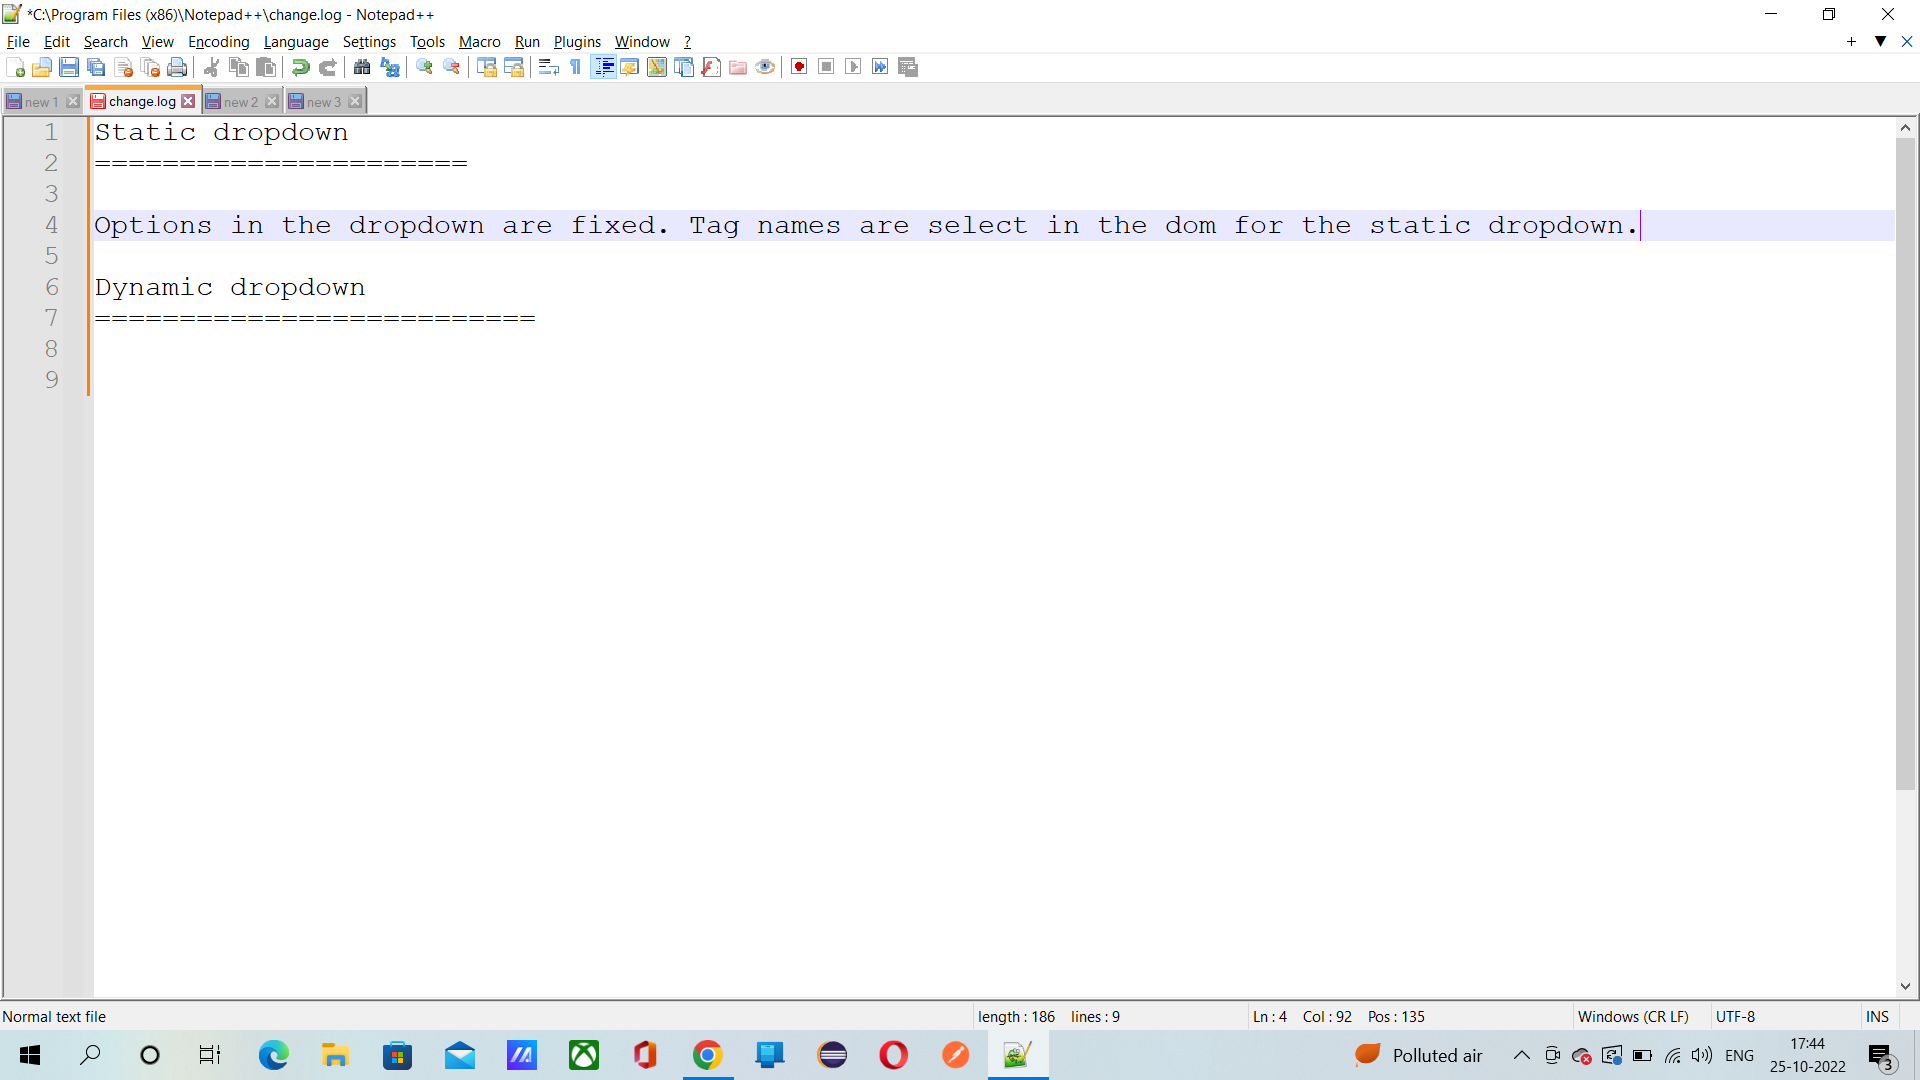 *C:\Program Files (x86)\Notepad++\change.log - Notepad++
File Edit Search View Encoding Language Settings Tools Macro Run Plugins Window ?
new 1 change.log new 2 new 3
1 Static dropdown
2 ======================
3
4 Options in the dropdown are fixed. Tag names are select in the dom for the static dropdown.
5
6 Dynamic dropdown
7 ==========================
8
9
Normal text file length : 186 lines : 9 Ln : 4 Col : 92 Pos : 135 Windows (CR LF) UTF-8 INS
Polluted air ENG 17:44
25-10-2022 3